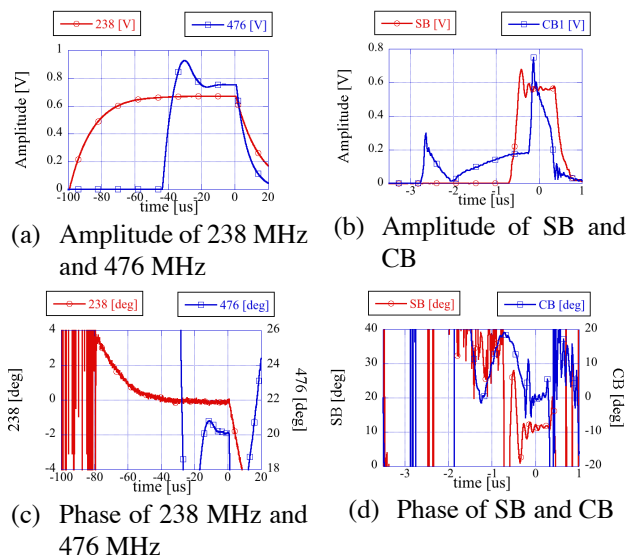 238 [V]
476 [V]
1
0.8
0.6
0.4
0.2
0
Amplitude [V]
-100 -80 -60 -40 -20 0 20
time [us]
(a) Amplitude of 238 MHz
and 476 MHz
SB [V]
CB1 [V]
0.8
0.6
0.4
0.2
0
Amplitude [V]
-3 -2 -1 0 1
time [us]
(b) Amplitude of SB and
CB
238 [deg]
476 [deg]
4
2
0
-2
-4
238 [deg]
26
24
22
20
18
476 [deg]
-100 -80 -60 -40 -20 0 20
time [us]
(c) Phase of 238 MHz and
476 MHz
SB [deg]
CB [deg]
40
30
20
10
0
SB [deg]
20
10
0
-10
-20
CB [deg]
-3 -2 -1 0 1
time [us]
(d) Phase of SB and CB